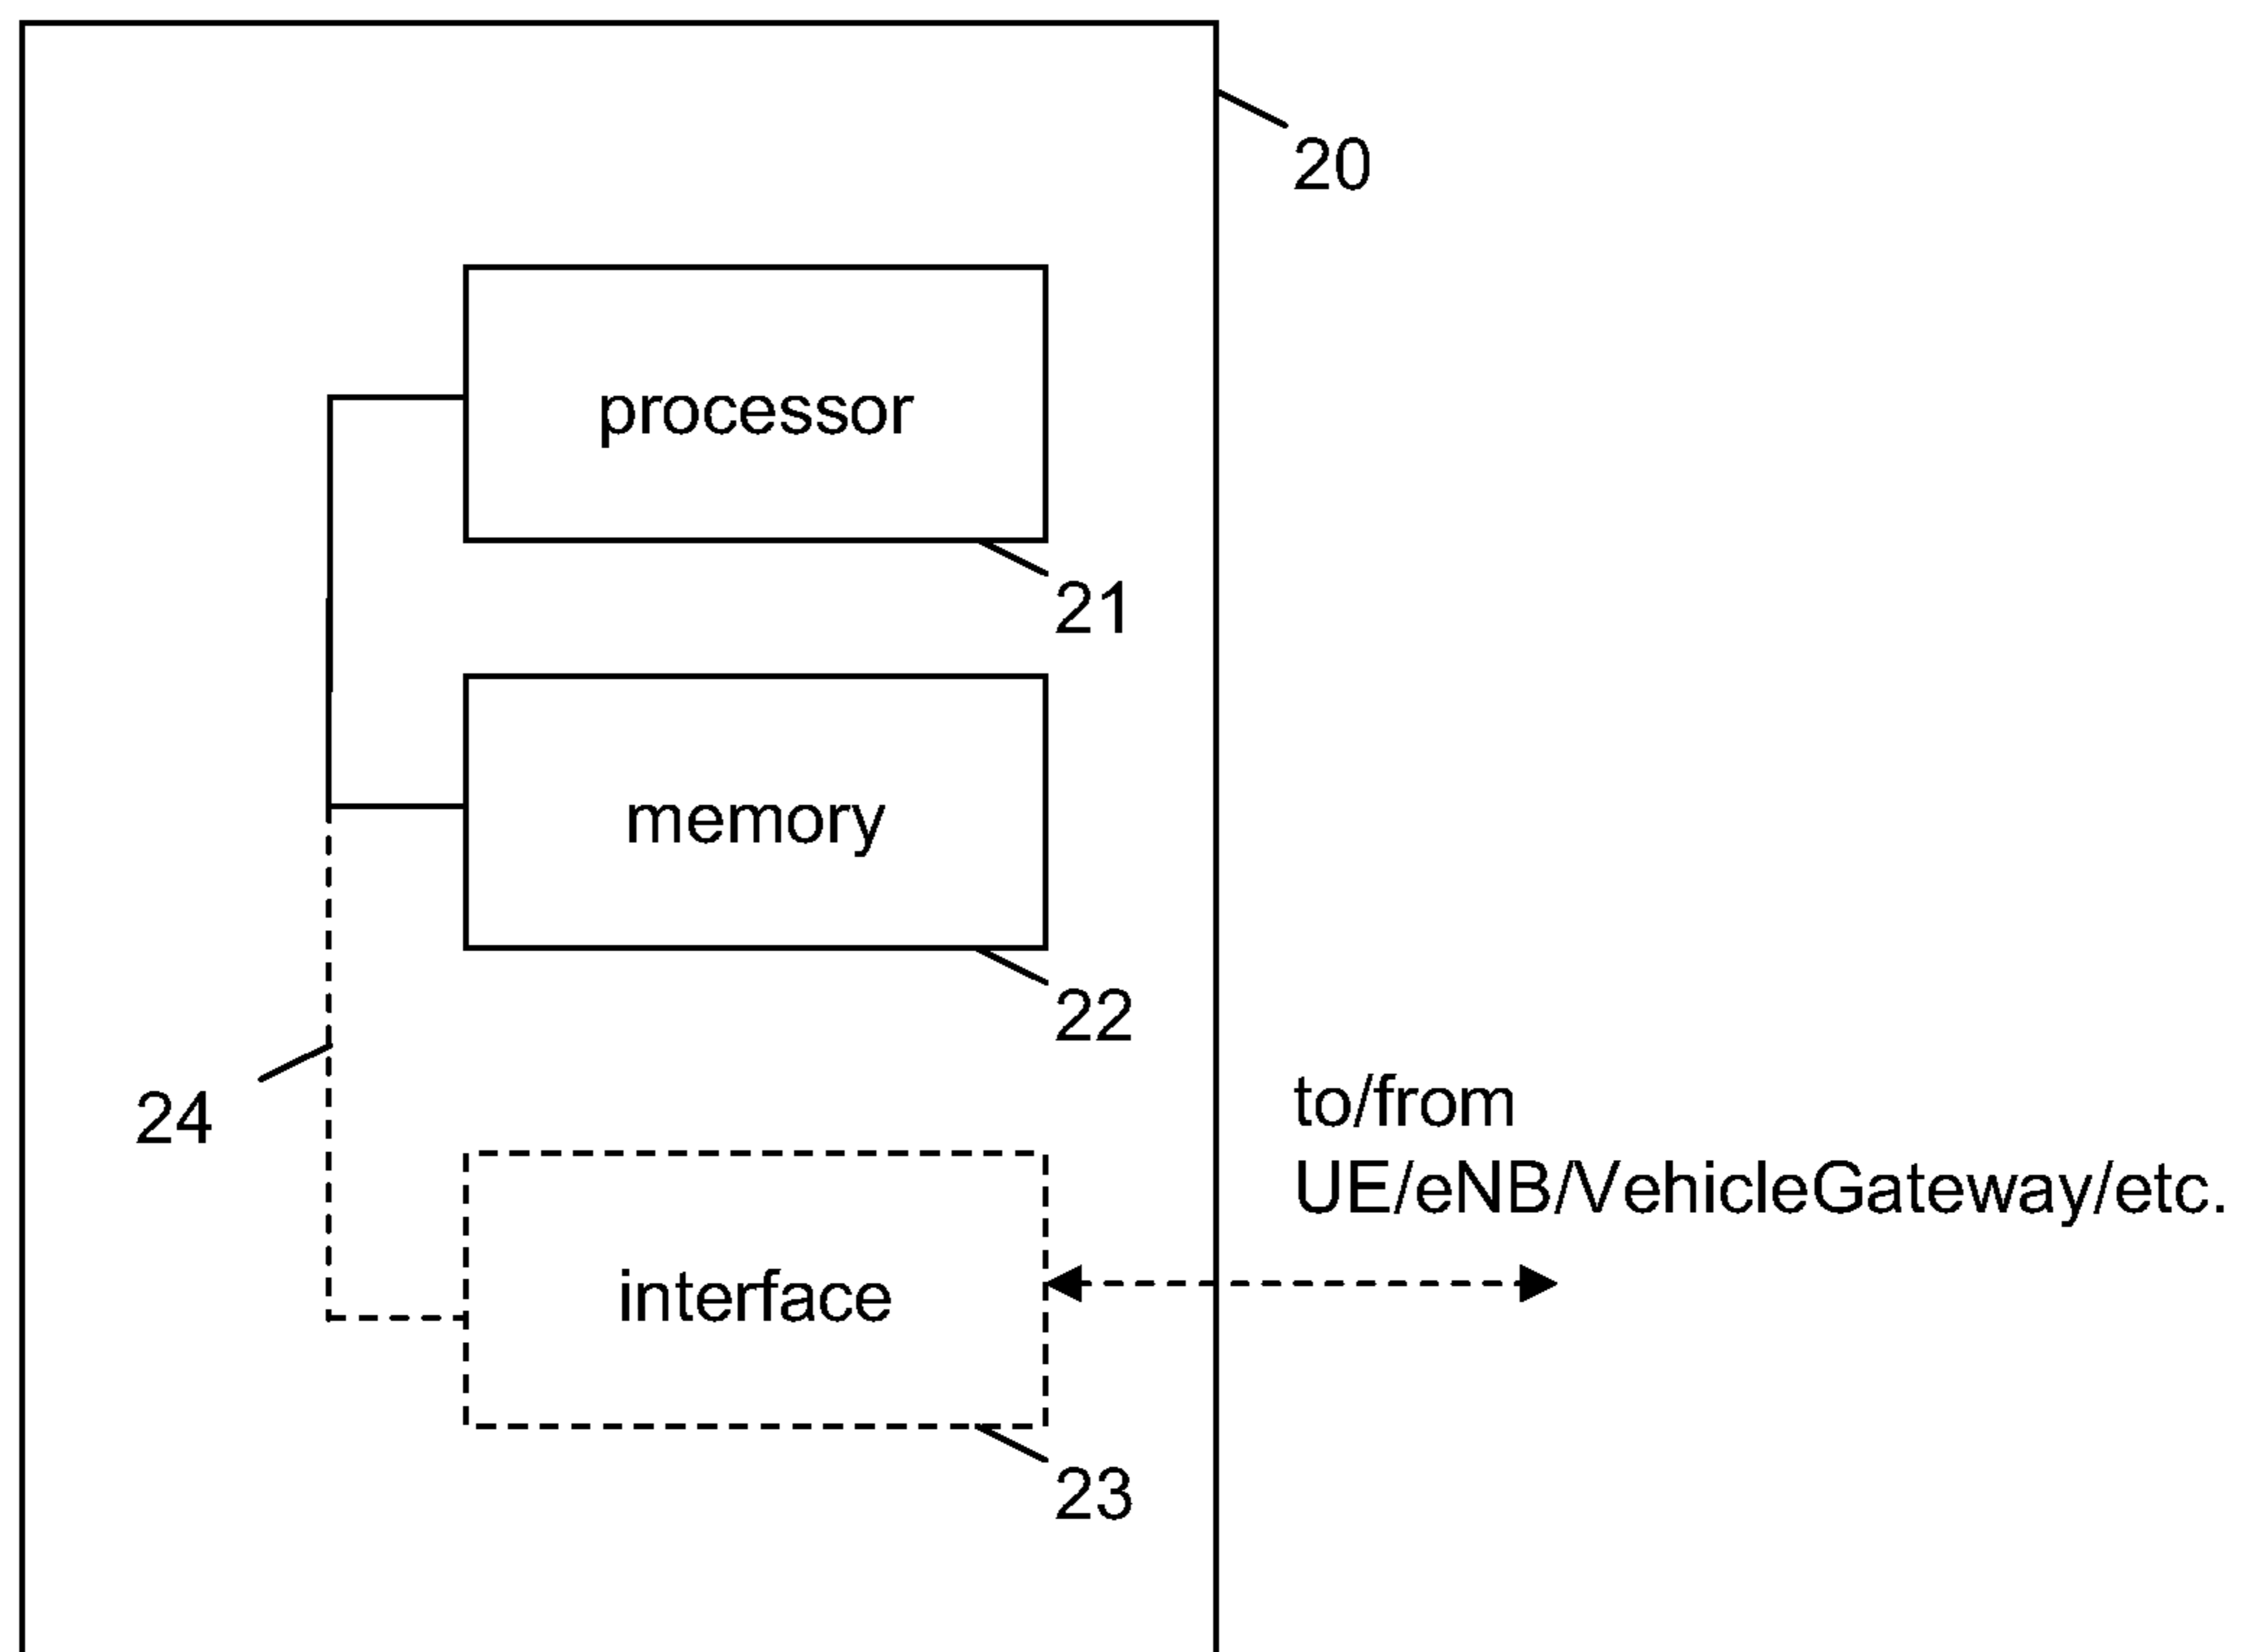 20
processor
21
memory
22
24
to/from
UE/eNB/VehicleGateway/etc.
interface
23